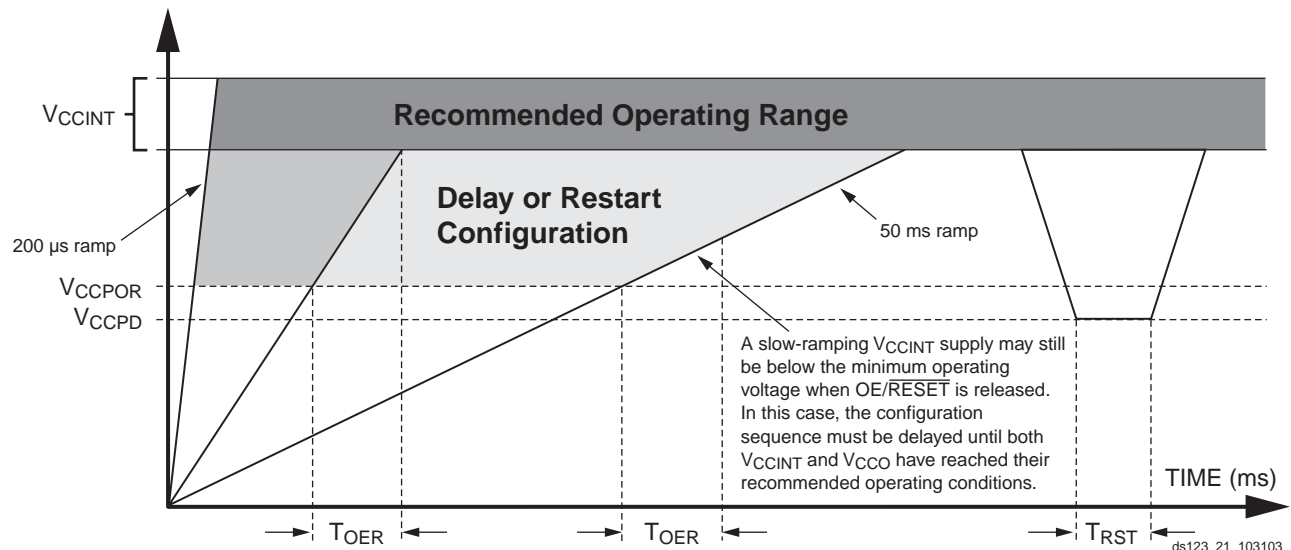 VCCINT
Recommended Operating Range
Delay or Restart
Configuration
200 µs ramp
50 ms ramp
VCCPOR
VCCPD
A slow-ramping VCCINT supply may still
be below the minimum operating
voltage when OE/RESET is released.
In this case, the configuration
sequence must be delayed until both
VCCINT and VCCO have reached their
recommended operating conditions.
TIME (ms)
TOER
TOER
TRST
ds123_21_103103